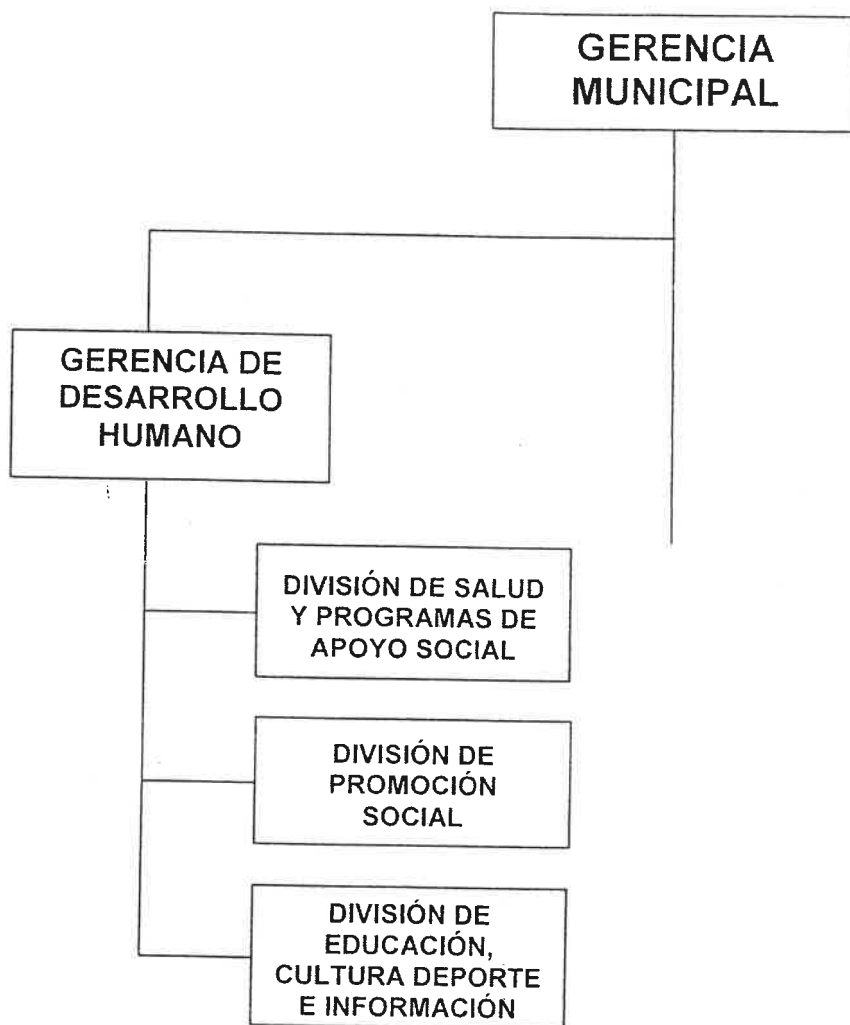 GERENCIA
MUNICIPAL
GERENCIA DE
DESARROLLO
HUMANO
DIVISIÓN DE SALUD
Y PROGRAMAS DE
APOYO SOCIAL
DIVISIÓN DE
PROMOCIÓN
SOCIAL
DIVISIÓN DE
EDUCACIÓN,
CULTURA DEPORTE
E INFORMACIÓN